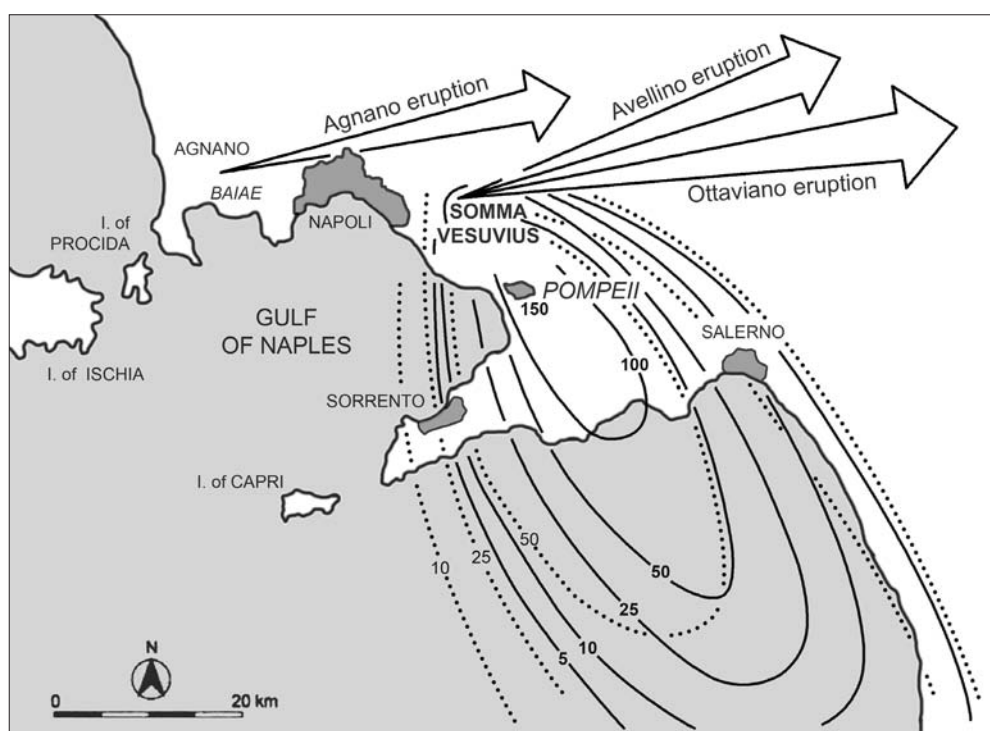 Agnano eruption
Avellino eruption
Ottaviano eruption
AGNANO
BAIAE
NAPOLI
I. of
PROCIDA
SOMMA
VESUVIUS
POMPEII
150
GULF
OF NAPLES
SALERNO
100
I. of ISCHIA
SORRENTO
I. of CAPRI
10
25
50
50
25
10
5
N
0
20 km